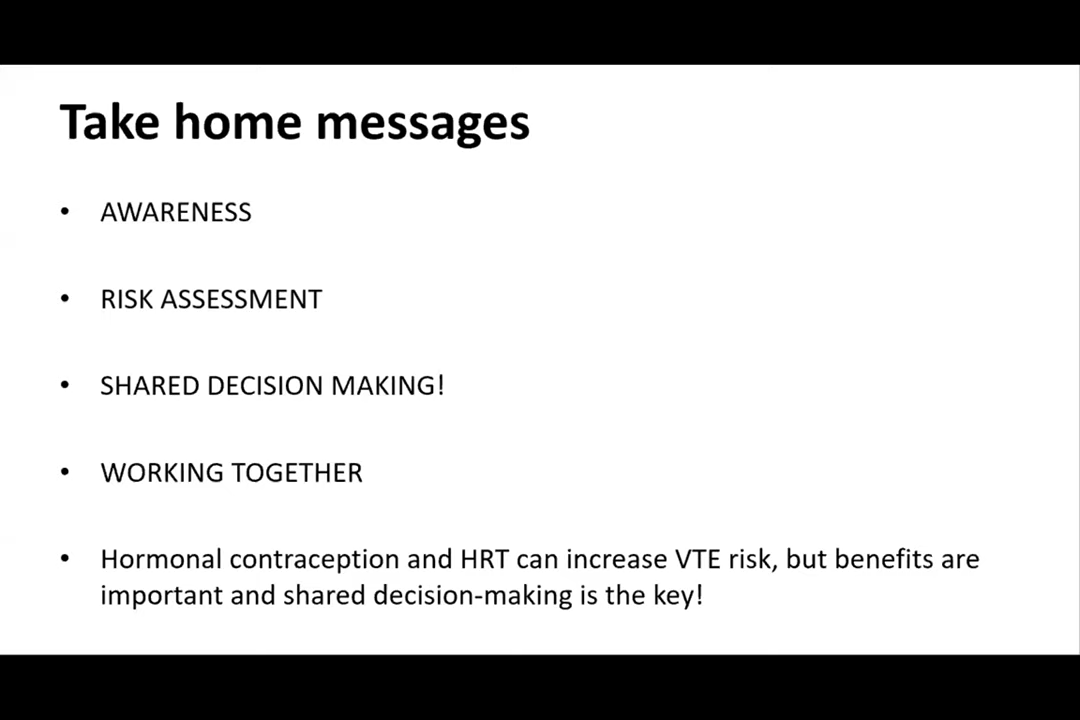 Take home messages
• AWARENESS
• RISK ASSESSMENT
• SHARED DECISION MAKING!
• WORKING TOGETHER
• Hormonal contraception and HRT can increase VTE risk, but benefits are
important and shared decision-making is the key!